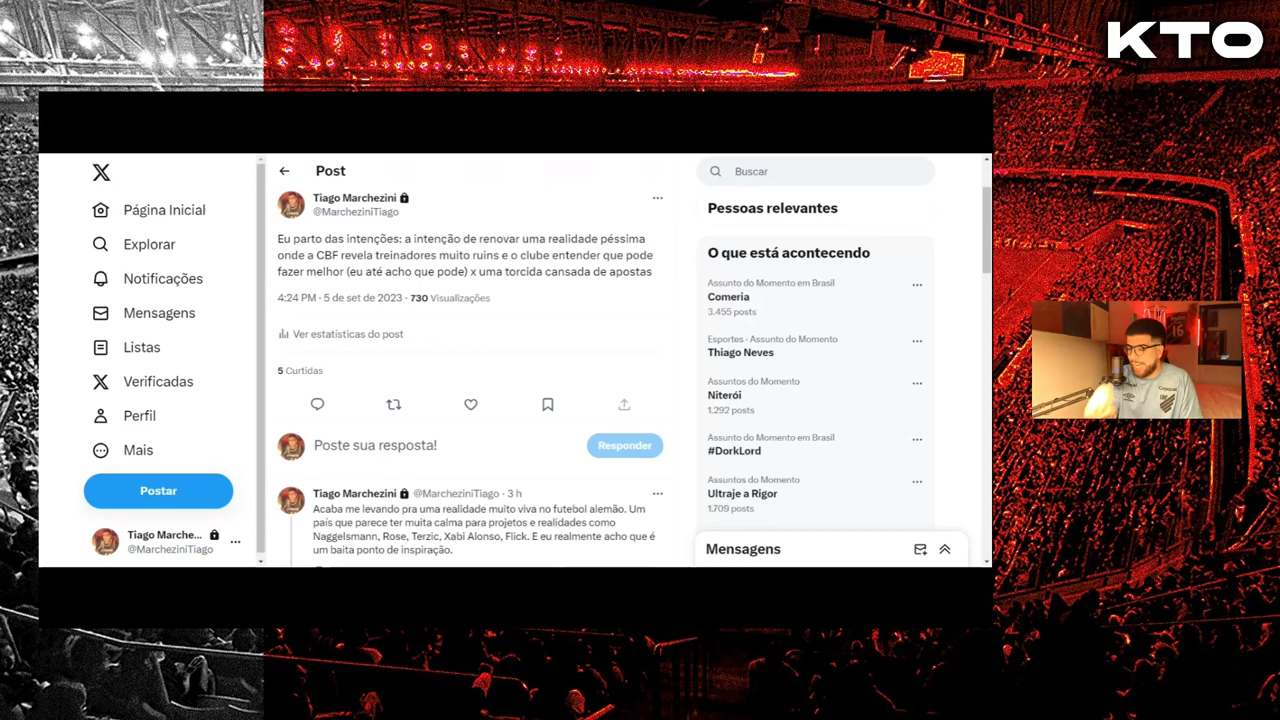 KTO
Página Inicial
Explorar
Notificações
Mensagens
Listas
Verificadas
Perfil
Mais
Postar
Tiago Marche...
@MarcheziniTiago
Post
Tiago Marchezini
@MarcheziniTiago
Eu parto das intenções: a intenção de renovar uma realidade péssima
onde a CBF revela treinadores muito ruins e o clube entender que pode
fazer melhor (eu até acho que pode) x uma torcida cansada de apostas
4:24 PM · 5 de set de 2023 · 730 Visualizações
Ver estatísticas do post
5 Curtidas
Poste sua resposta!
Responder
Tiago Marchezini @MarcheziniTiago · 3 h
Acaba me levando pra uma realidade muito viva no futebol alemão. Um
país que parece ter muita calma para projetos e realidades como
Naggelsmann, Rose, Terzic, Xabi Alonso, Flick. E eu realmente acho que é
um baita ponto de inspiração.
Buscar
Pessoas relevantes
O que está acontecendo
Assunto do Momento em Brasil
Comeria
3.455 posts
Esportes · Assunto do Momento
Thiago Neves
Assuntos do Momento
Niterói
1.292 posts
Assunto do Momento em Brasil
#DorkLord
Assuntos do Momento
Ultraje a Rigor
1.709 posts
Mensagens
16